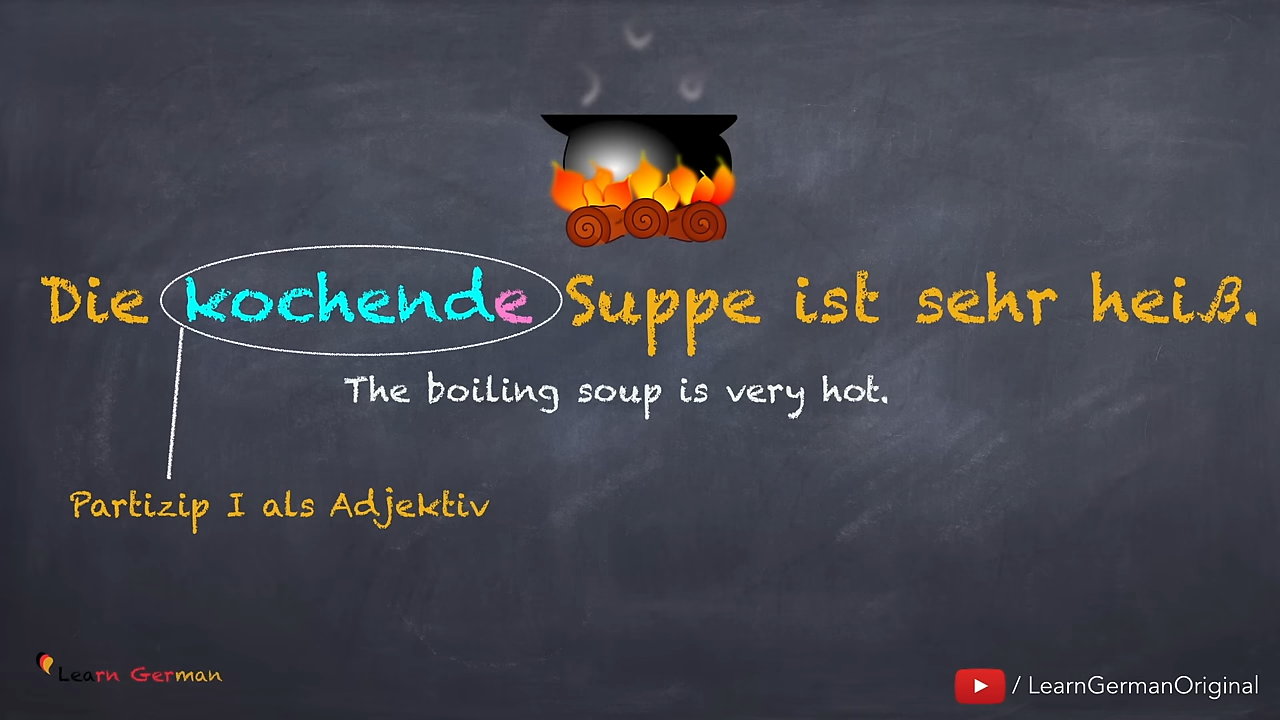 Die kochende Suppe ist sehr heiß.
The boiling soup is very hot.
Partizip I als Adjektiv
Learn German
/ LearnGermanOriginal